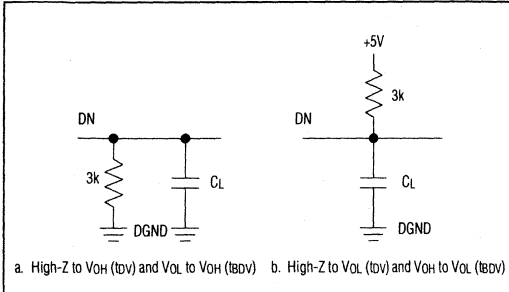 +5V
3k
DN
DN
3k
CL
CL
DGND
DGND
a. High-Z to VOH (tDV) and VOL to VOH (tBDV)
b. High-Z to VOL (tDV) and VOH to VOL (tBDV)